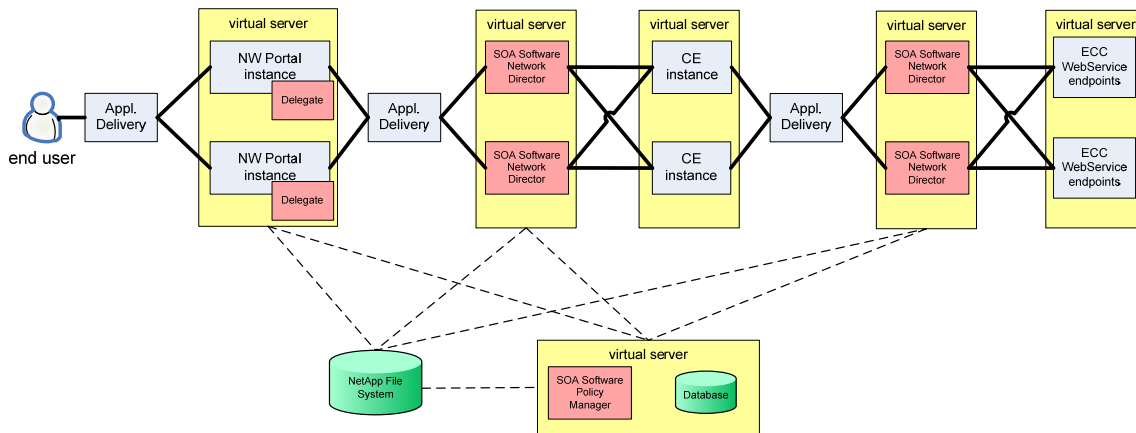 virtual server
virtual server
virtual server
virtual server
virtual server
NW Portal
instance
Delegate
SOA Software
Network
Director
CE
instance
SOA Software
Network
Director
ECC
WebService
endpoints
Appl.
Delivery
Appl.
Delivery
Appl.
Delivery
end user
NW Portal
instance
Delegate
SOA Software
Network
Director
CE
instance
SOA Software
Network
Director
ECC
WebService
endpoints
virtual server
NetApp File
System
SOA Software
Policy
Manager
Database